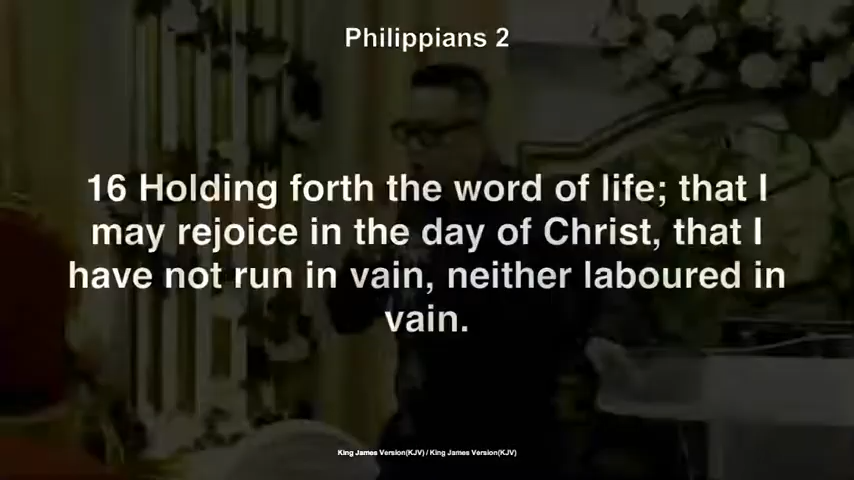 Philippians 2
16 Holding forth the word of life; that I
may rejoice in the day of Christ, that I
have not run in vain, neither laboured in
vain.
King James Version(KJV) / King James Version(KJV)